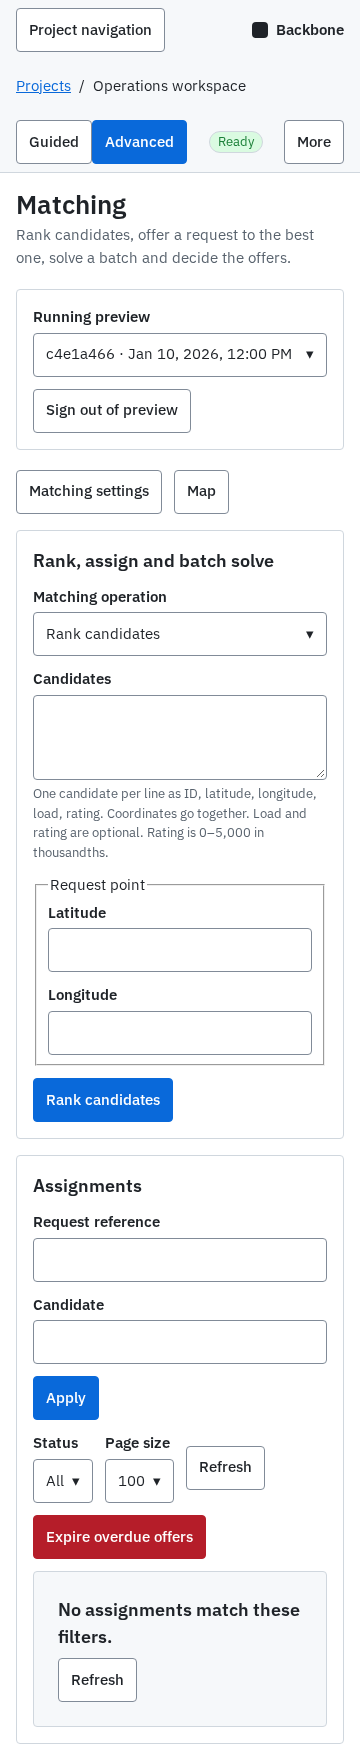 Project navigation
Backbone
Projects / Operations workspace
Guided
Advanced
Ready
More
Matching
Rank candidates, offer a request to the best
one, solve a batch and decide the offers.
Running preview
c4e1a466 · Jan 10, 2026, 12:00 PM ▾
Sign out of preview
Matching settings
Map
Rank, assign and batch solve
Matching operation
Rank candidates ▾
Candidates
One candidate per line as ID, latitude, longitude,
load, rating. Coordinates go together. Load and
rating are optional. Rating is 0–5,000 in
thousandths.
Request point
Latitude
Longitude
Rank candidates
Assignments
Request reference
Candidate
Apply
Status
Page size
All ▾
100 ▾
Refresh
Expire overdue offers
No assignments match these
filters.
Refresh